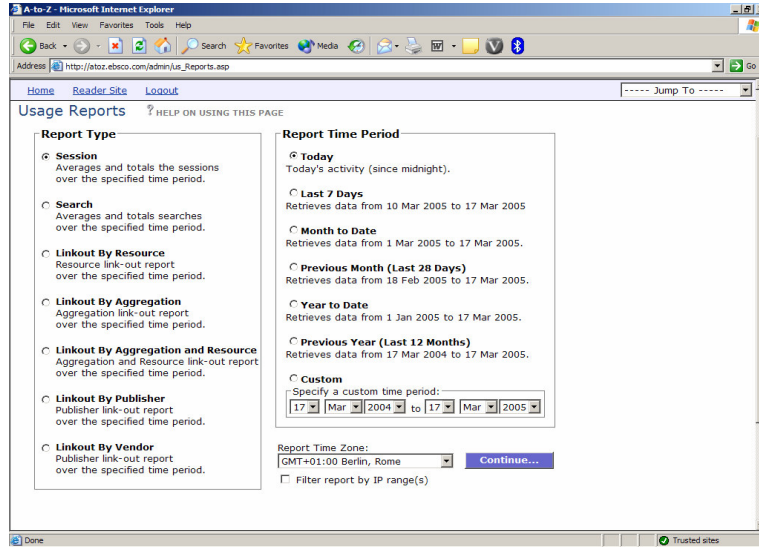 A-to-Z - Microsoft Internet Explorer
File Edit View Favorites Tools Help
Back Search Favorites Media
Address http://atoz.ebsco.com/admin/us_Reports.asp Go
Home Reader Site Logout ----- Jump To -----
Usage Reports ? HELP ON USING THIS PAGE
Report Type
Session
Averages and totals the sessions
over the specified time period.
Search
Averages and totals searches
over the specified time period.
Linkout By Resource
Resource link-out report
over the specified time period.
Linkout By Aggregation
Aggregation link-out report
over the specified time period.
Linkout By Aggregation and Resource
Aggregation and Resource link-out report
over the specified time period.
Linkout By Publisher
Publisher link-out report
over the specified time period.
Linkout By Vendor
Publisher link-out report
over the specified time period.
Report Time Period
Today
Today's activity (since midnight).
Last 7 Days
Retrieves data from 10 Mar 2005 to 17 Mar 2005
Month to Date
Retrieves data from 1 Mar 2005 to 17 Mar 2005.
Previous Month (Last 28 Days)
Retrieves data from 18 Feb 2005 to 17 Mar 2005.
Year to Date
Retrieves data from 1 Jan 2005 to 17 Mar 2005.
Previous Year (Last 12 Months)
Retrieves data from 17 Mar 2004 to 17 Mar 2005.
Custom
Specify a custom time period:
17 Mar 2004 to 17 Mar 2005
Report Time Zone:
GMT+01:00 Berlin, Rome Continue...
Filter report by IP range(s)
Done Trusted sites